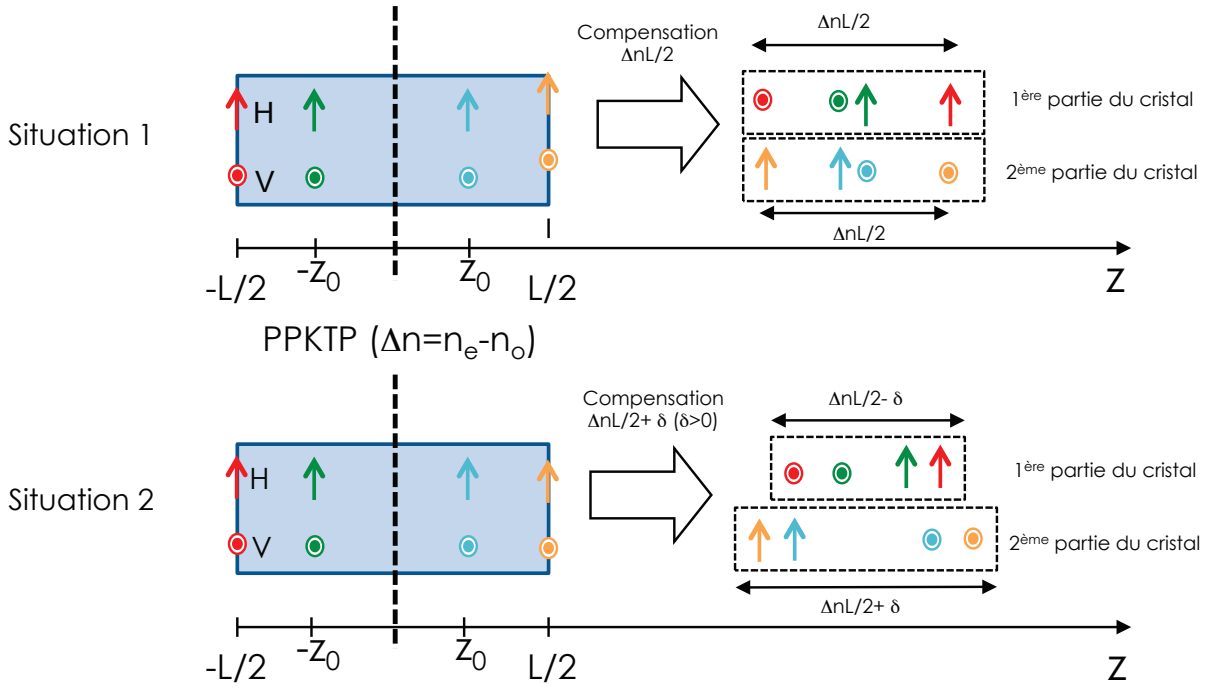 Situation 1
H
V
Compensation
ΔnL/2
ΔnL/2
1ère partie du cristal
2ème partie du cristal
ΔnL/2
-L/2
-z0
z0
L/2
z
PPKTP (Δn=ne-no)
Situation 2
H
V
Compensation
ΔnL/2+ δ (δ>0)
ΔnL/2- δ
1ère partie du cristal
2ème partie du cristal
ΔnL/2+ δ
-L/2
-z0
z0
L/2
z